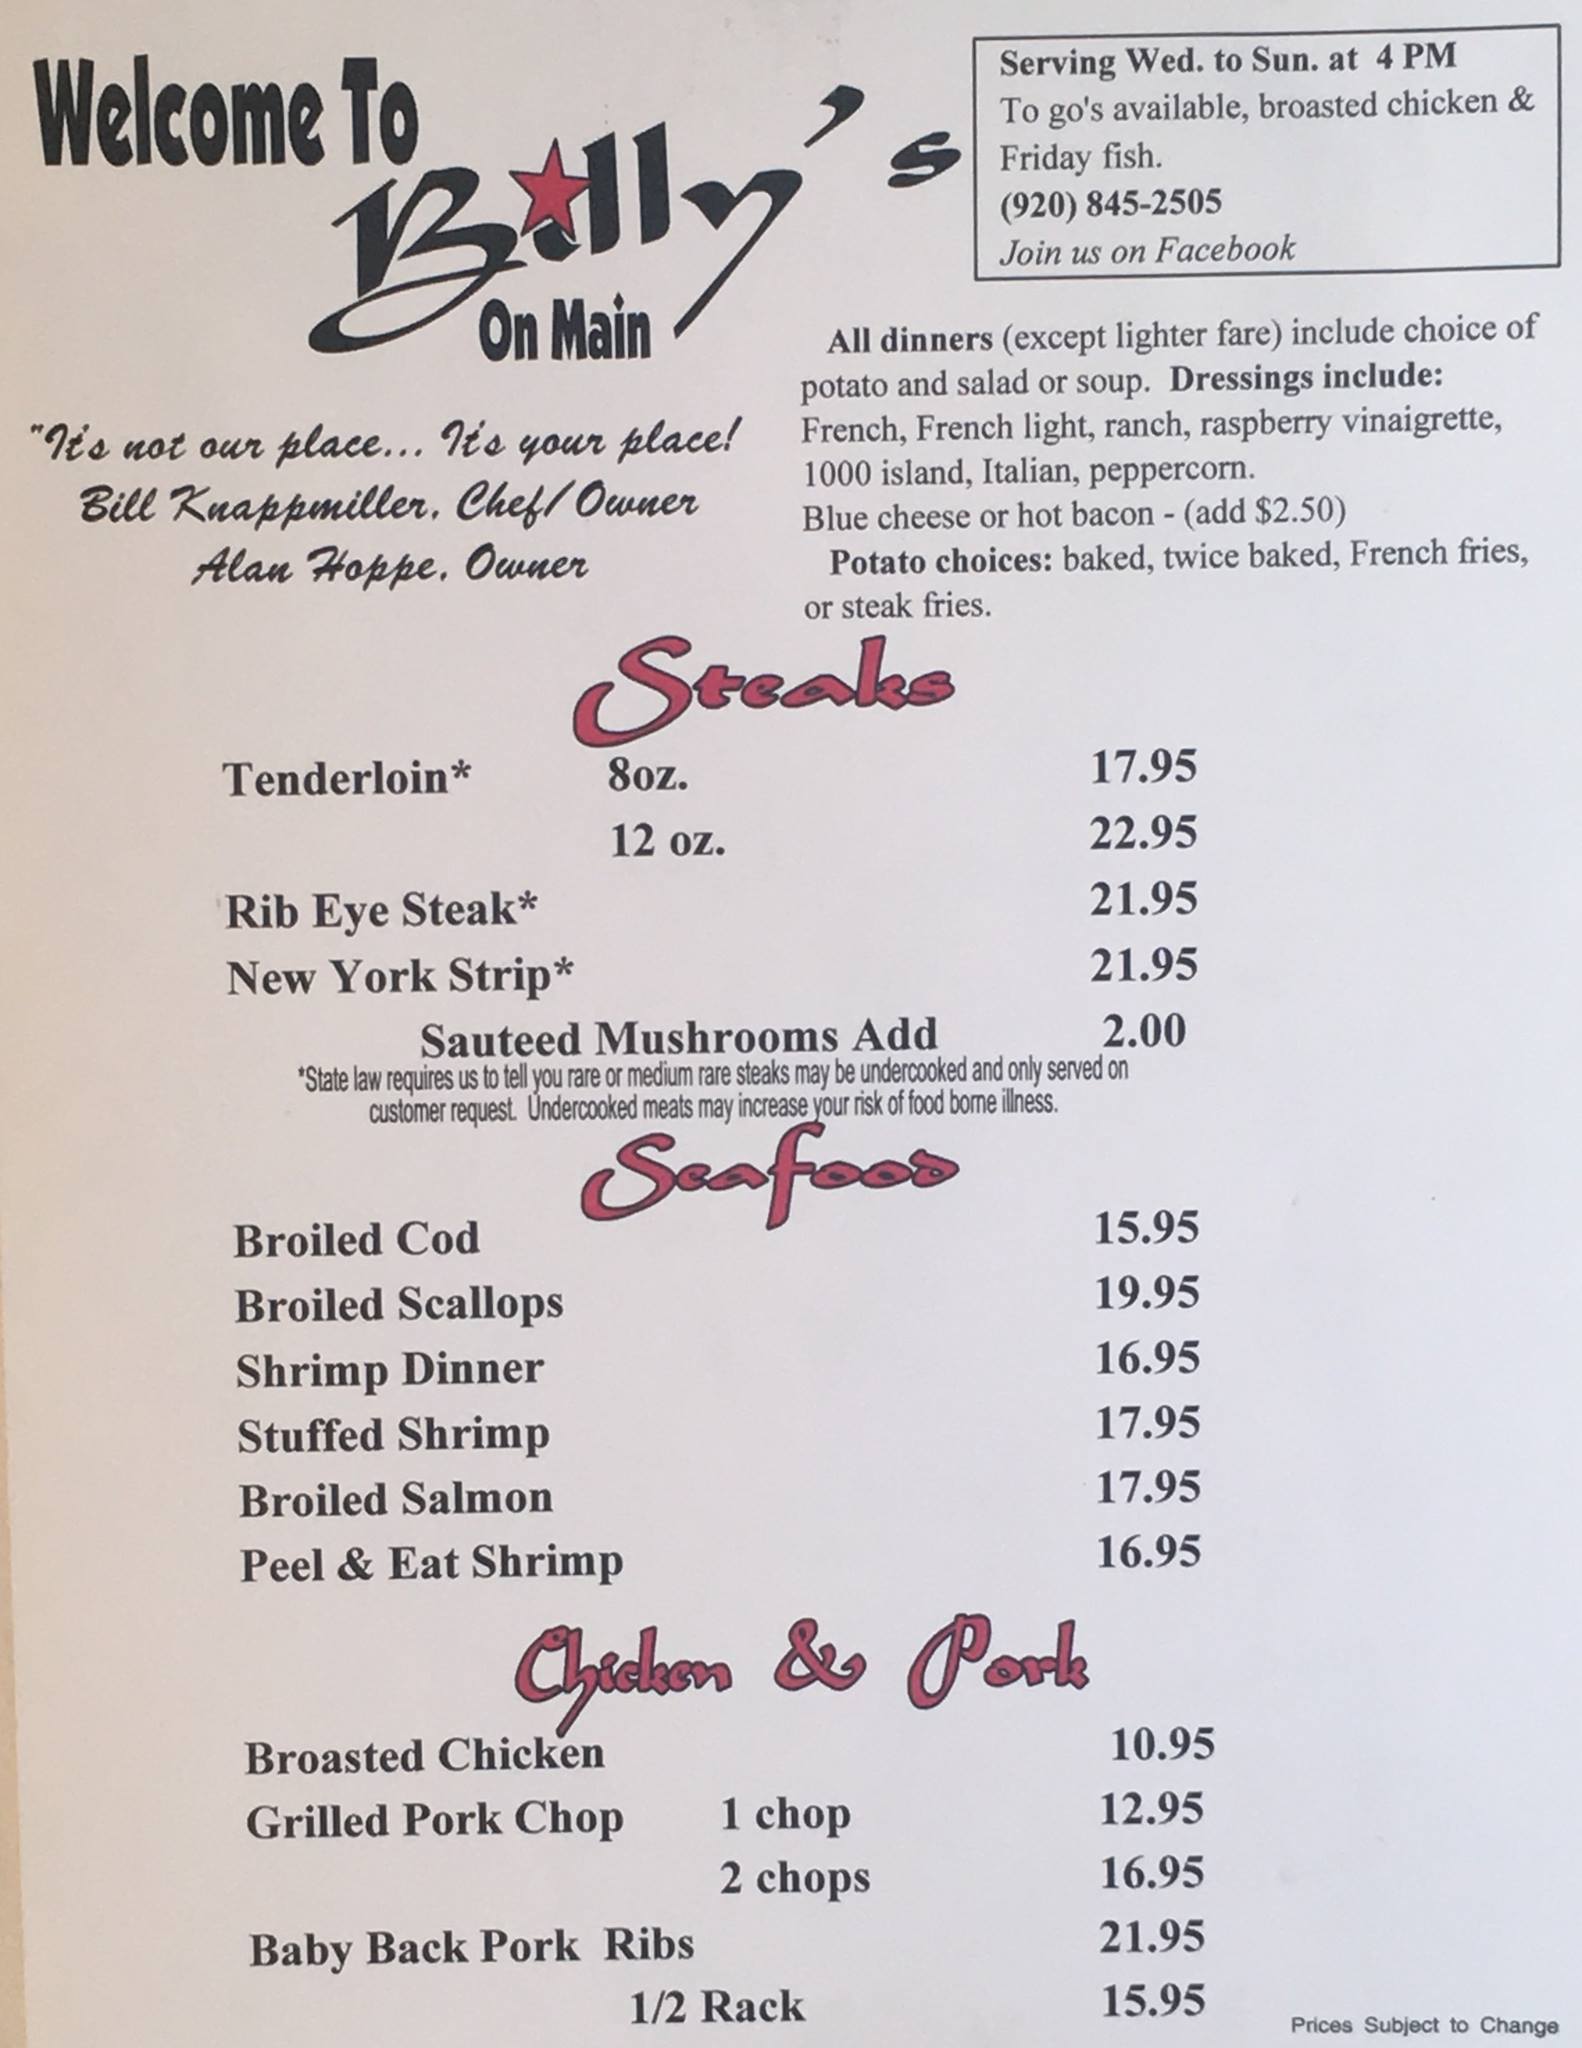 Welcome To
Billy's
On Main
Serving Wed. to Sun. at 4 PM
To go's available, broasted chicken &
Friday fish.
(920) 845-2505
Join us on Facebook
"It's not our place... It's your place!
Bill Knappmiller, Chef/Owner
Alan Hoppe, Owner
All dinners (except lighter fare) include choice of
potato and salad or soup. Dressings include:
French, French light, ranch, raspberry vinaigrette,
1000 island, Italian, peppercorn.
Blue cheese or hot bacon - (add $2.50)
Potato choices: baked, twice baked, French fries,
or steak fries.
Steaks
Tenderloin* 8oz. 17.95
12 oz. 22.95
Rib Eye Steak* 21.95
New York Strip* 21.95
Sauteed Mushrooms Add 2.00
*State law requires us to tell you rare or medium rare steaks may be undercooked and only served on
customer request. Undercooked meats may increase your risk of food borne illness.
Seafood
Broiled Cod 15.95
Broiled Scallops 19.95
Shrimp Dinner 16.95
Stuffed Shrimp 17.95
Broiled Salmon 17.95
Peel & Eat Shrimp 16.95
Chicken & Pork
Broasted Chicken 10.95
Grilled Pork Chop 1 chop 12.95
2 chops 16.95
Baby Back Pork Ribs 21.95
1/2 Rack 15.95
Prices Subject to Change